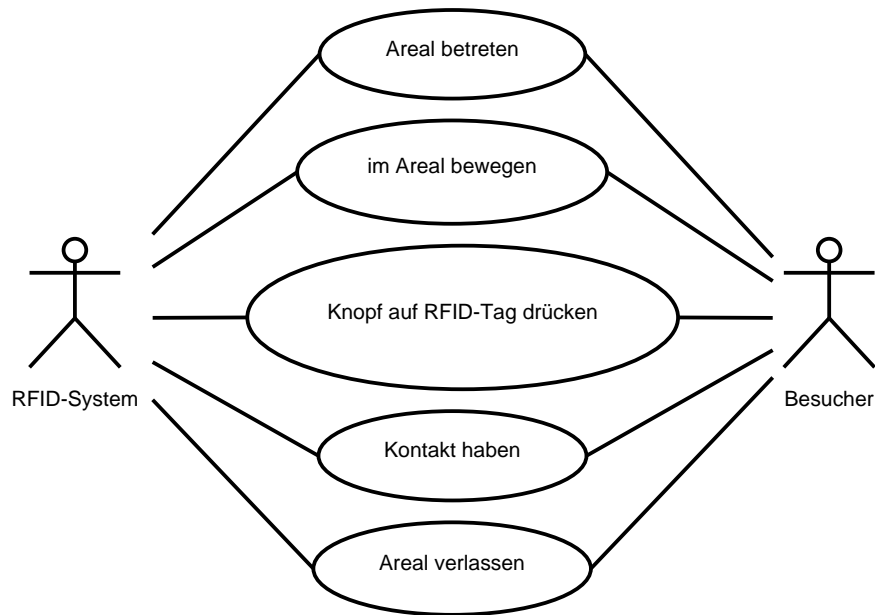 Areal betreten
im Areal bewegen
Knopf auf RFID-Tag drücken
RFID-System
Besucher
Kontakt haben
Areal verlassen